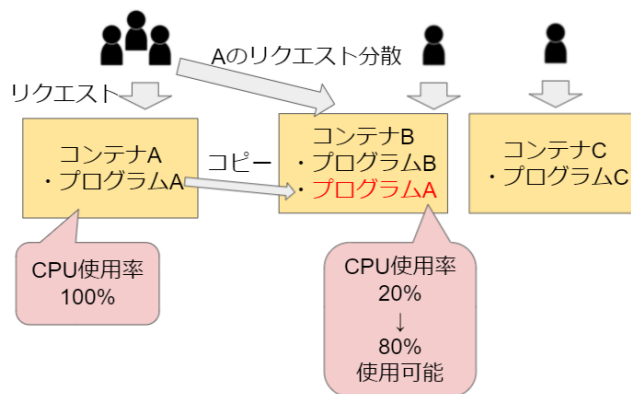 Aのリクエスト分散
リクエスト
コンテナA
・プログラムA
コピー
コンテナB
・プログラムB
・プログラムA
コンテナC
・プログラムC
CPU使用率
100%
CPU使用率
20%
↓
80%
使用可能